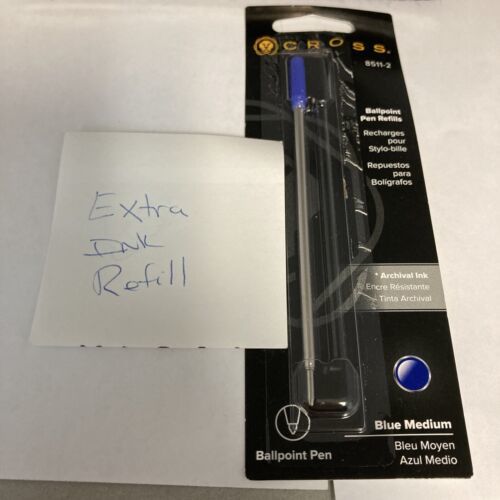 CROSS®
8511-2
Ballpoint
Pen Refills
Recharges
pour
Stylo-bille
Repuestos
para
Bolígrafos
Extra
INK
Refill
* Archival Ink
Encre Résistante
Tinta Archival
Blue Medium
Bleu Moyen
Azul Medio
Ballpoint Pen